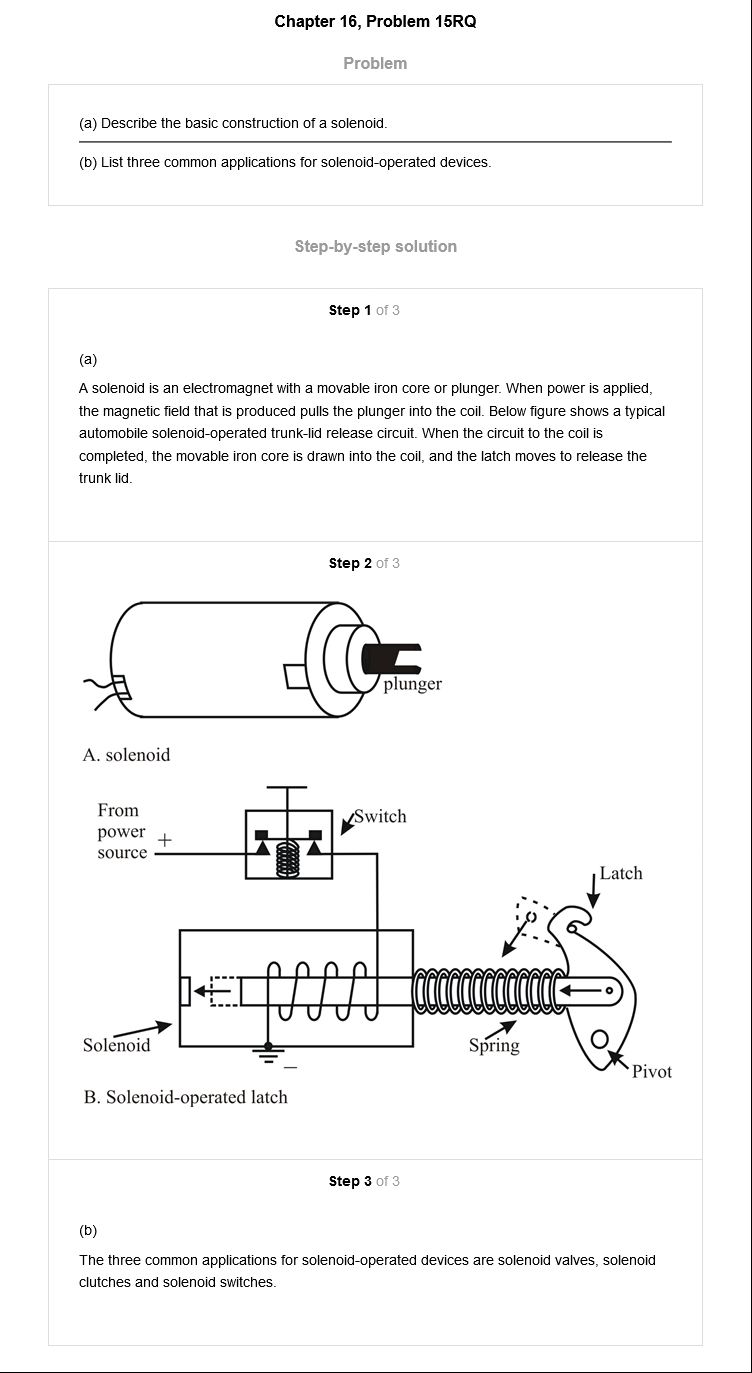 Chapter 16, Problem 15RQ
Problem
(a) Describe the basic construction of a solenoid.
(b) List three common applications for solenoid-operated devices.
Step-by-step solution
Step 1 of 3
(a)
A solenoid is an electromagnet with a movable iron core or plunger. When power is applied,
the magnetic field that is produced pulls the plunger into the coil. Below figure shows a typical
automobile solenoid-operated trunk-lid release circuit. When the circuit to the coil is
completed, the movable iron core is drawn into the coil, and the latch moves to release the
trunk lid.
Step 2 of 3
plunger
A. solenoid
From
power
source
+
Switch
Latch
Solenoid
Spring
−
Pivot
B. Solenoid-operated latch
Step 3 of 3
(b)
The three common applications for solenoid-operated devices are solenoid valves, solenoid
clutches and solenoid switches.